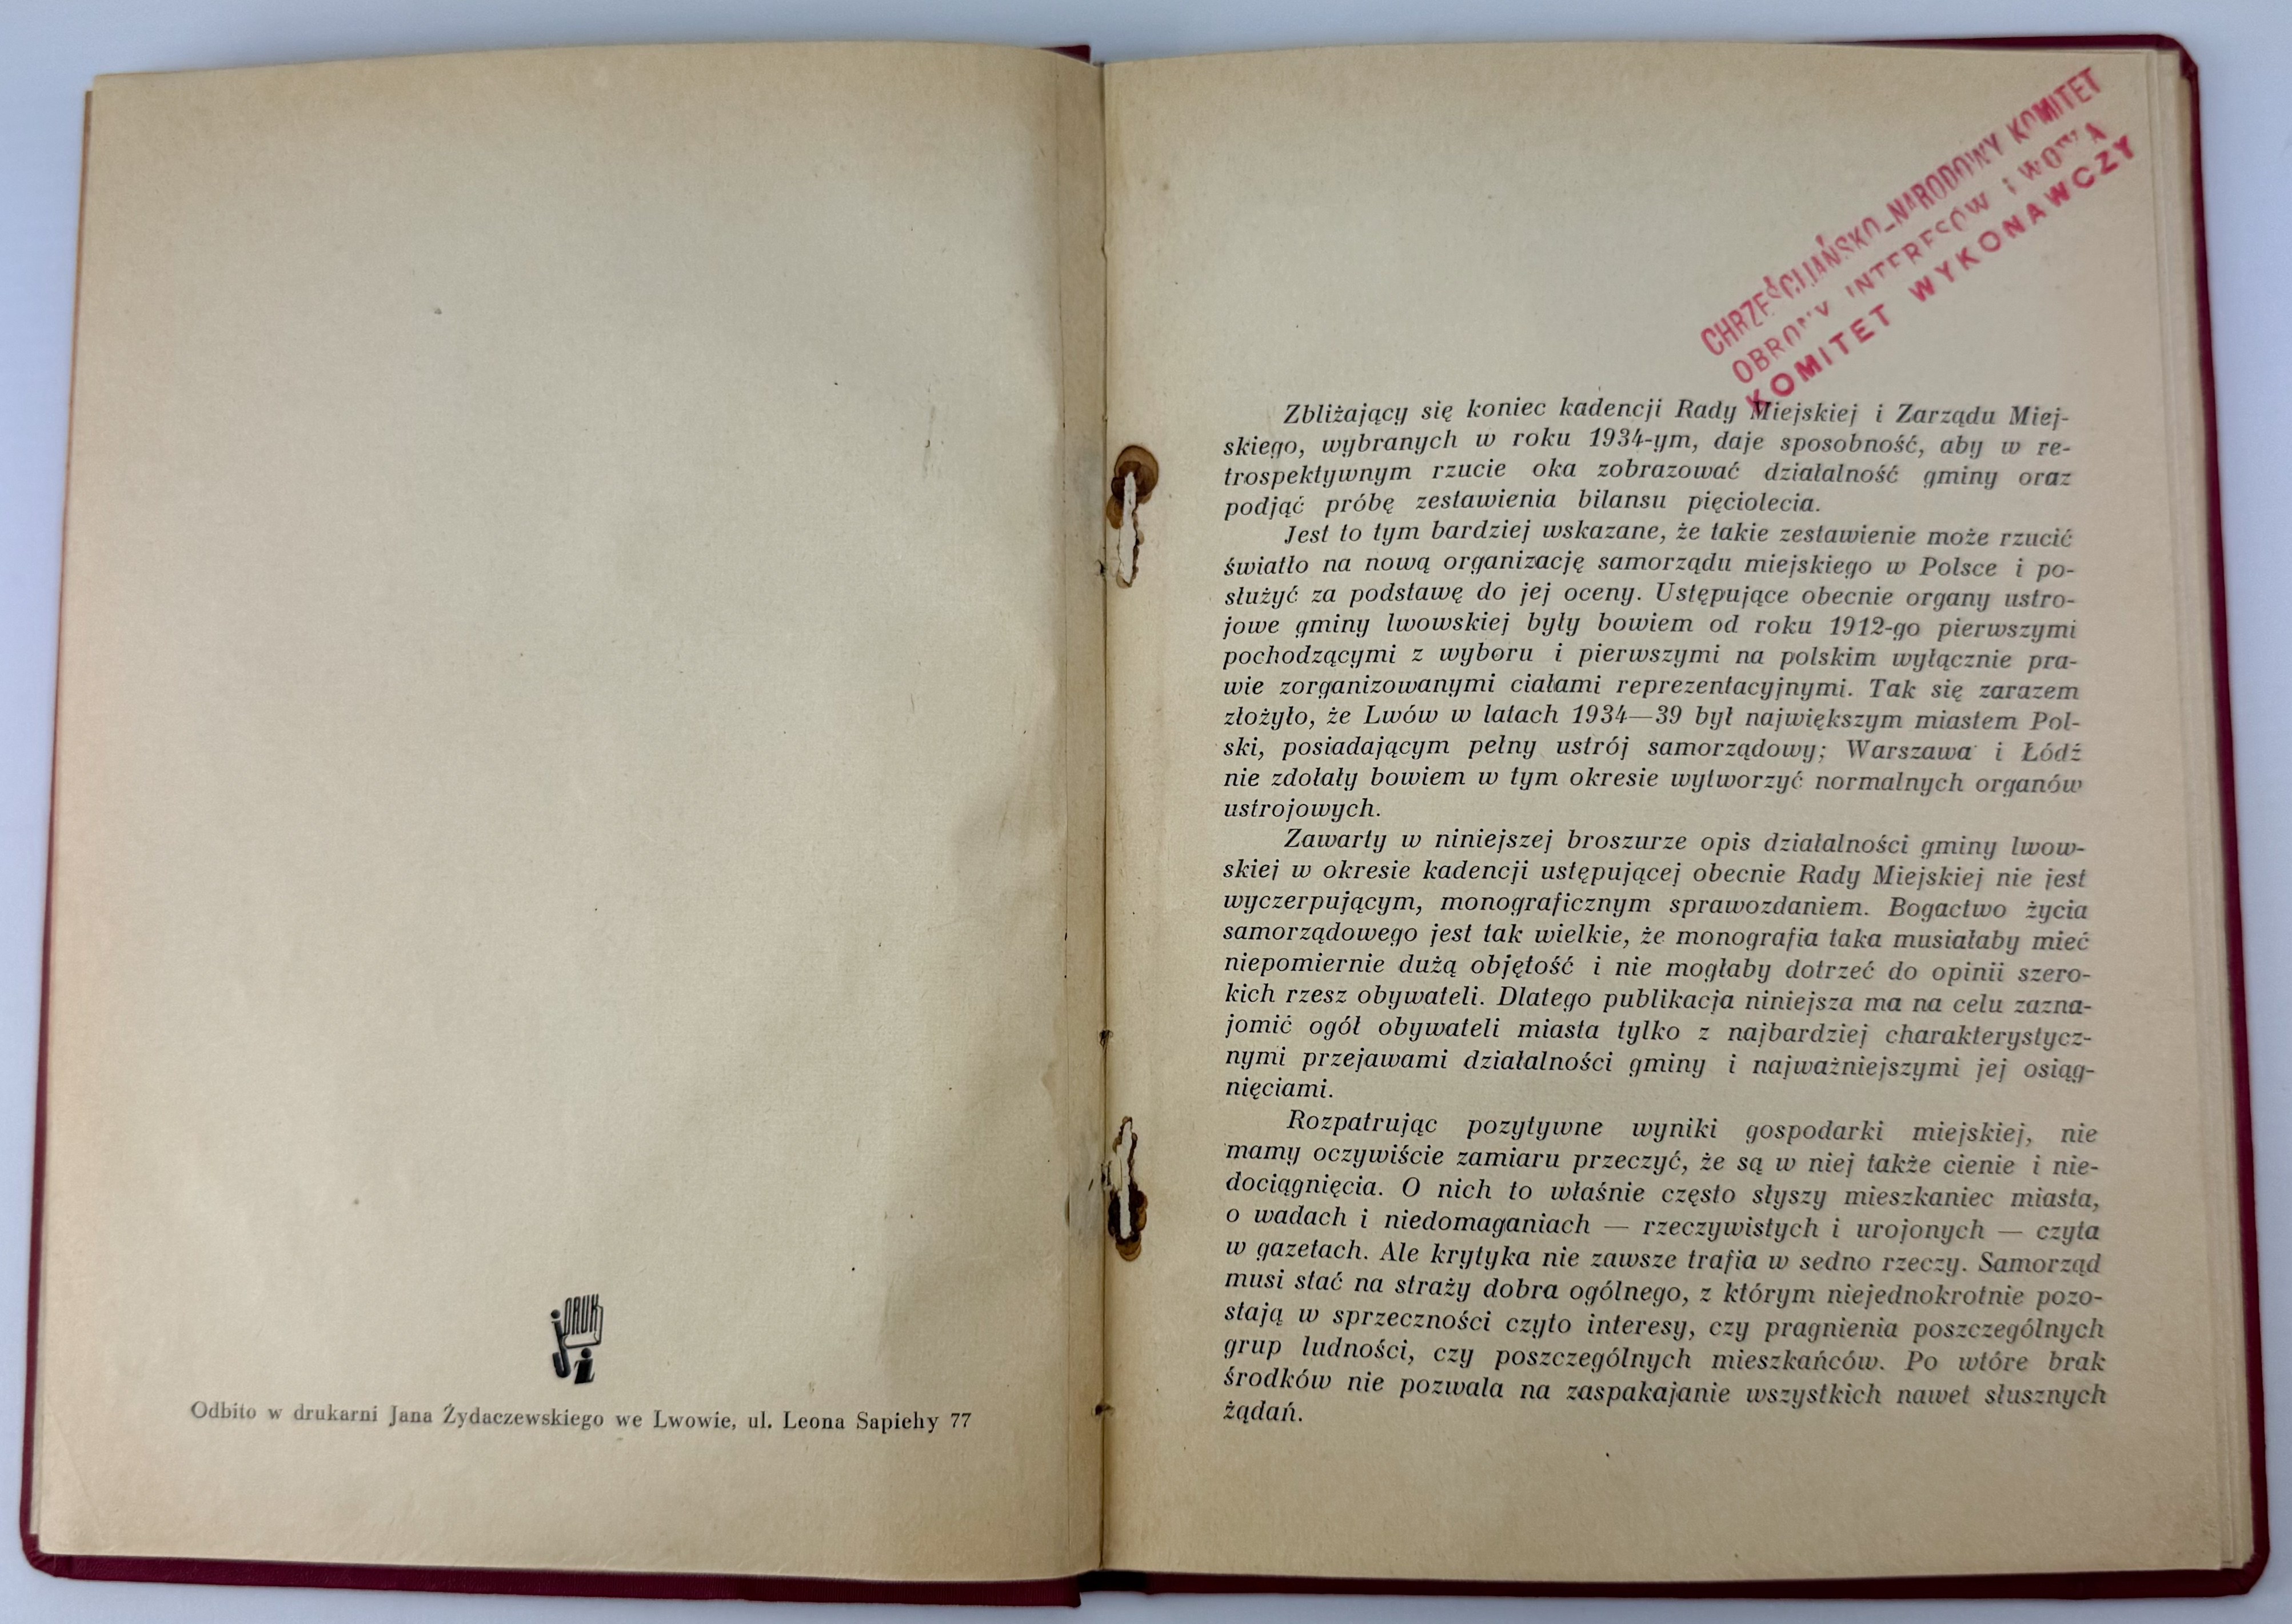 DRUK
Odbito w drukarni Jana Żydaczewskiego we Lwowie, ul. Leona Sapiehy 77
CHRZEŚCIJAŃSKO-NARODOWY KOMITET
OBRONY INTERESÓW LWOWA
KOMITET WYKONAWCZY
Zbliżający się koniec kadencji Rady Miejskiej i Zarządu Miej-
skiego, wybranych w roku 1934-ym, daje sposobność, aby w re-
trospektywnym rzucie oka zobrazować działalność gminy oraz
podjąć próbę zestawienia bilansu pięciolecia.
Jest to tym bardziej wskazane, że takie zestawienie może rzucić
światło na nową organizację samorządu miejskiego w Polsce i po-
służyć za podstawę do jej oceny. Ustępujące obecnie organy ustro-
jowe gminy lwowskiej były bowiem od roku 1912-go pierwszymi
pochodzącymi z wyboru i pierwszymi na polskim wyłącznie pra-
wie zorganizowanymi ciałami reprezentacyjnymi. Tak się zarazem
złożyło, że Lwów w latach 1934—39 był największym miastem Pol-
ski, posiadającym pełny ustrój samorządowy; Warszawa i Łódź
nie zdołały bowiem w tym okresie wytworzyć normalnych organów
ustrojowych.
Zawarty w niniejszej broszurze opis działalności gminy lwow-
skiej w okresie kadencji ustępującej obecnie Rady Miejskiej nie jest
wyczerpującym, monograficznym sprawozdaniem. Bogactwo życia
samorządowego jest tak wielkie, że monografia taka musiałaby mieć
niepomiernie dużą objętość i nie mogłaby dotrzeć do opinii szero-
kich rzesz obywateli. Dlatego publikacja niniejsza ma na celu zazna-
jomić ogół obywateli miasta tylko z najbardziej charakterystycz-
nymi przejawami działalności gminy i najważniejszymi jej osiąg-
nięciami.
Rozpatrując pozytywne wyniki gospodarki miejskiej, nie
mamy oczywiście zamiaru przeczyć, że są w niej także cienie i nie-
dociągnięcia. O nich to właśnie często słyszy mieszkaniec miasta,
o wadach i niedomaganiach — rzeczywistych i urojonych — czyta
w gazetach. Ale krytyka nie zawsze trafia w sedno rzeczy. Samorząd
musi stać na straży dobra ogólnego, z którym niejednokrotnie pozo-
stają w sprzeczności czyto interesy, czy pragnienia poszczególnych
grup ludności, czy poszczególnych mieszkańców. Po wtóre brak
środków nie pozwala na zaspakajanie wszystkich nawet słusznych
żądań.